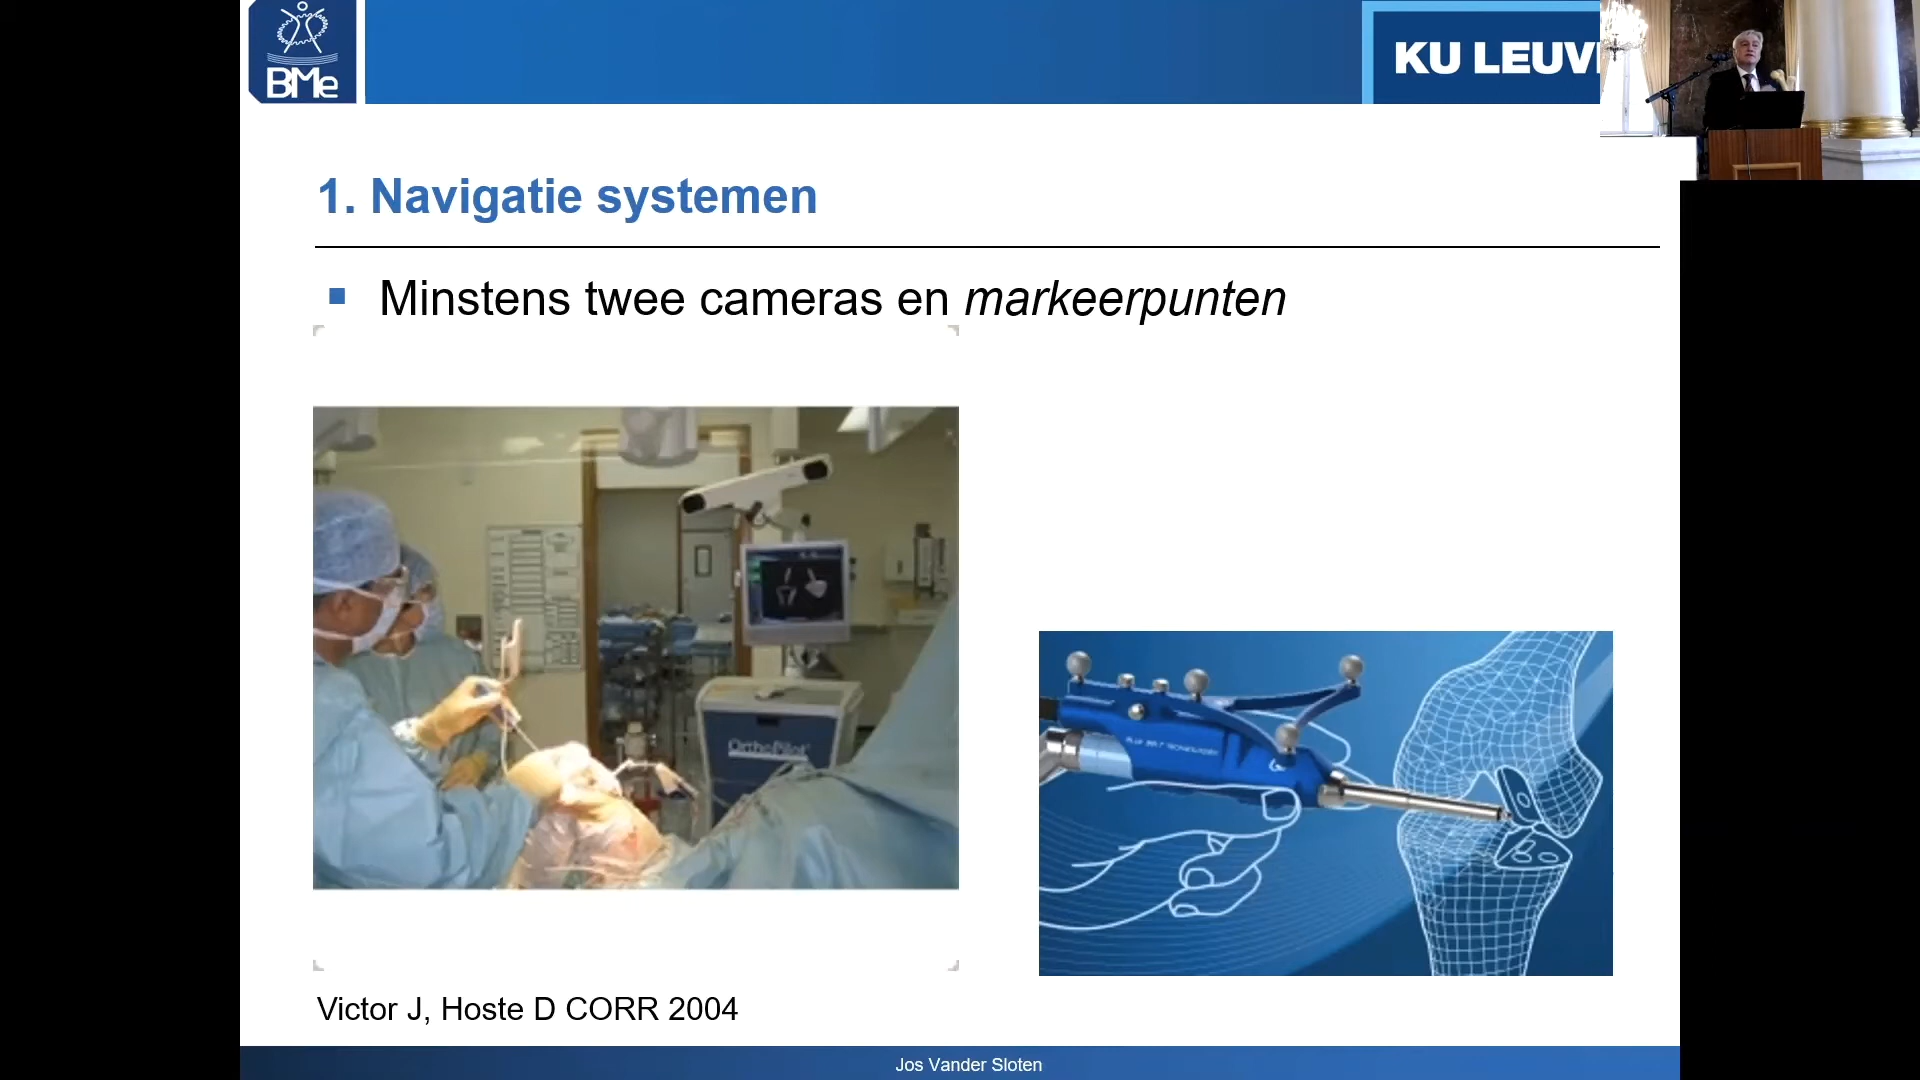 BMe
KU LEUV
1. Navigatie systemen
Minstens twee cameras en markeerpunten
OrthoPilot
Victor J, Hoste D CORR 2004
Jos Vander Sloten